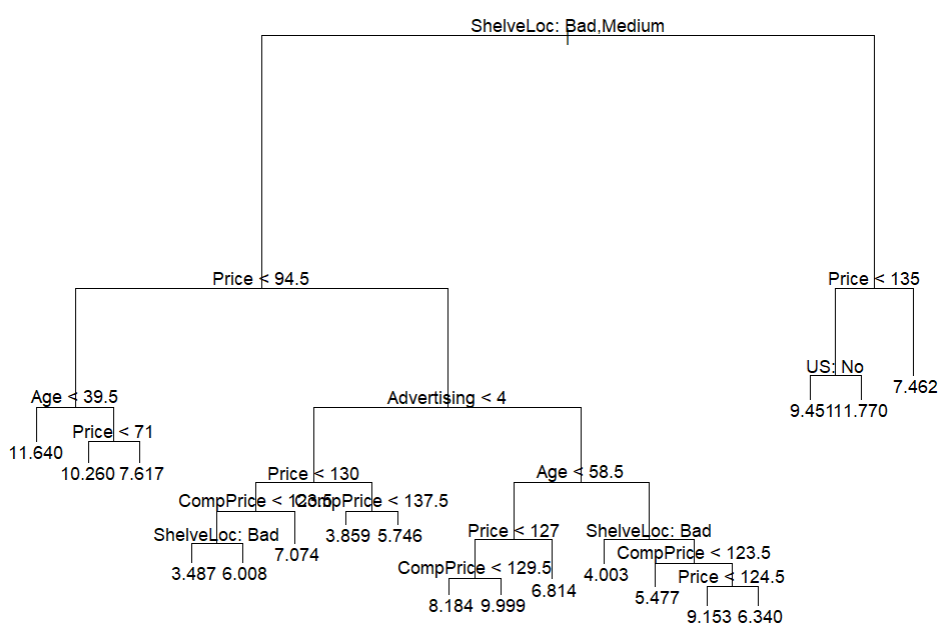 ShelveLoc: Bad,Medium
Price < 94.5
Price < 135
US: No
7.462
Age < 39.5
Advertising < 4
9.451
11.770
Price < 71
11.640
10.260
7.617
Price < 130
Age < 58.5
CompPrice < 123.5
CompPrice < 137.5
3.859
5.746
Price < 127
ShelveLoc: Bad
ShelveLoc: Bad
7.074
CompPrice < 123.5
3.487
6.008
CompPrice < 129.5
6.814
4.003
Price < 124.5
5.477
8.184
9.999
9.153
6.340